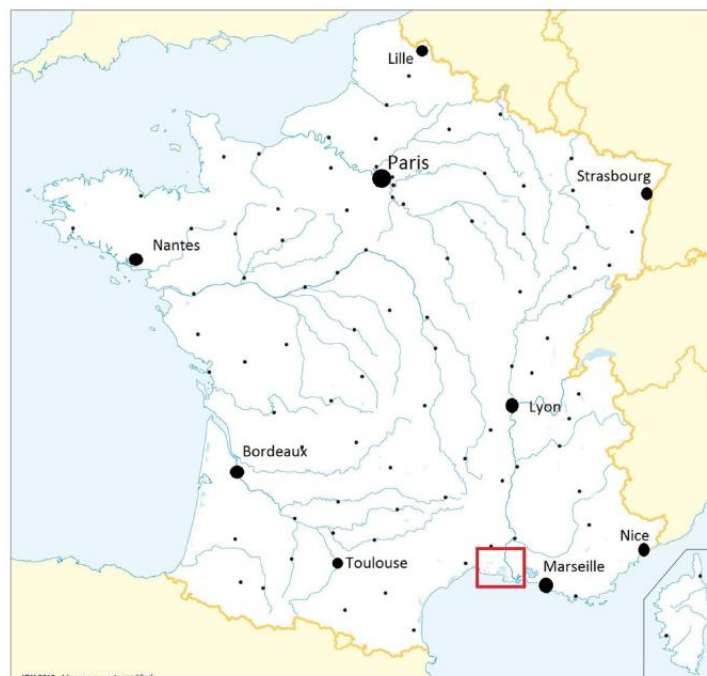 Lille
Paris
Strasbourg
Nantes
Lyon
Bordeaux
Nice
Toulouse
Marseille